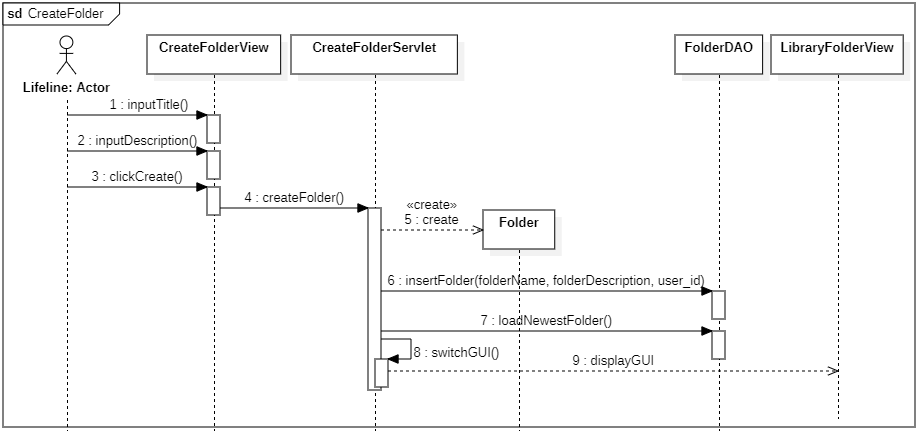 sd CreateFolder
CreateFolderView
CreateFolderServlet
FolderDAO
LibraryFolderView
Lifeline: Actor
1 : inputTitle()
2 : inputDescription()
3 : clickCreate()
4 : createFolder()
«create»
5 : create
Folder
6 : insertFolder(folderName, folderDescription, user_id)
7 : loadNewestFolder()
8 : switchGUI()
9 : displayGUI